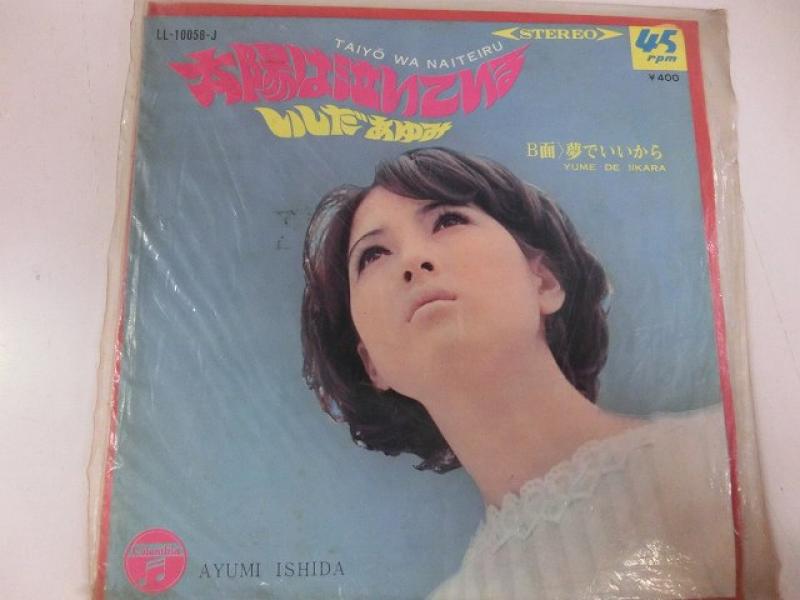 LL-10058-J
TAIYŌ WA NAITEIRU
STEREO
45
rpm
¥400
太陽は泣いている
いしだあゆみ
B面〉夢でいいから
YUME DE IIKARA
Columbia
AYUMI ISHIDA